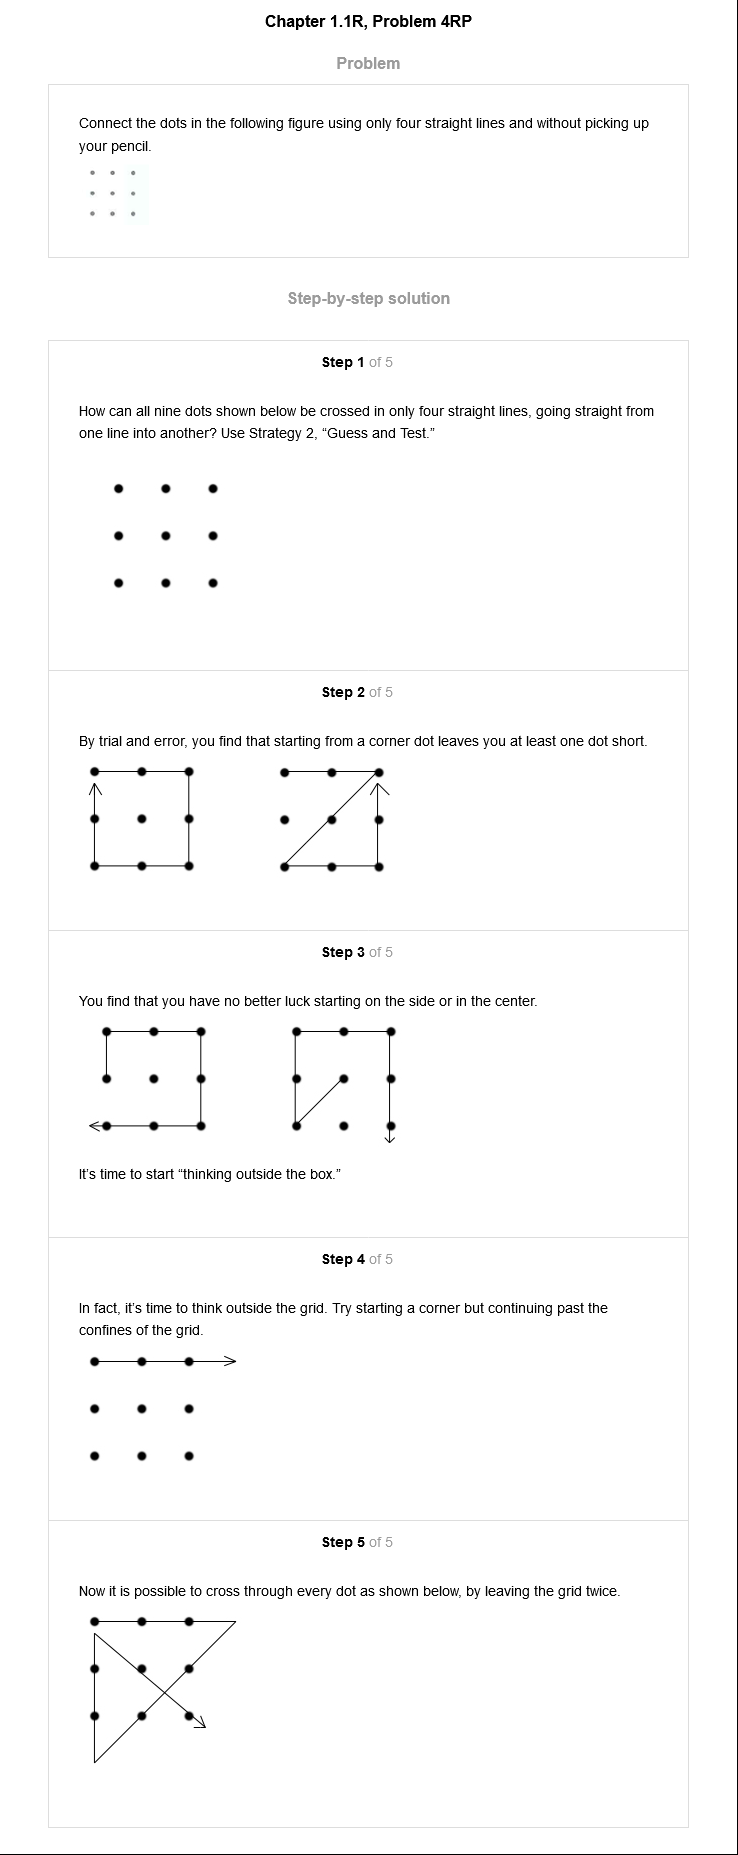 Chapter 1.1R, Problem 4RP
Problem
Connect the dots in the following figure using only four straight lines and without picking up
your pencil.
Step-by-step solution
Step 1 of 5
How can all nine dots shown below be crossed in only four straight lines, going straight from
one line into another? Use Strategy 2, “Guess and Test.”
Step 2 of 5
By trial and error, you find that starting from a corner dot leaves you at least one dot short.
Step 3 of 5
You find that you have no better luck starting on the side or in the center.
It’s time to start “thinking outside the box.”
Step 4 of 5
In fact, it’s time to think outside the grid. Try starting a corner but continuing past the
confines of the grid.
Step 5 of 5
Now it is possible to cross through every dot as shown below, by leaving the grid twice.